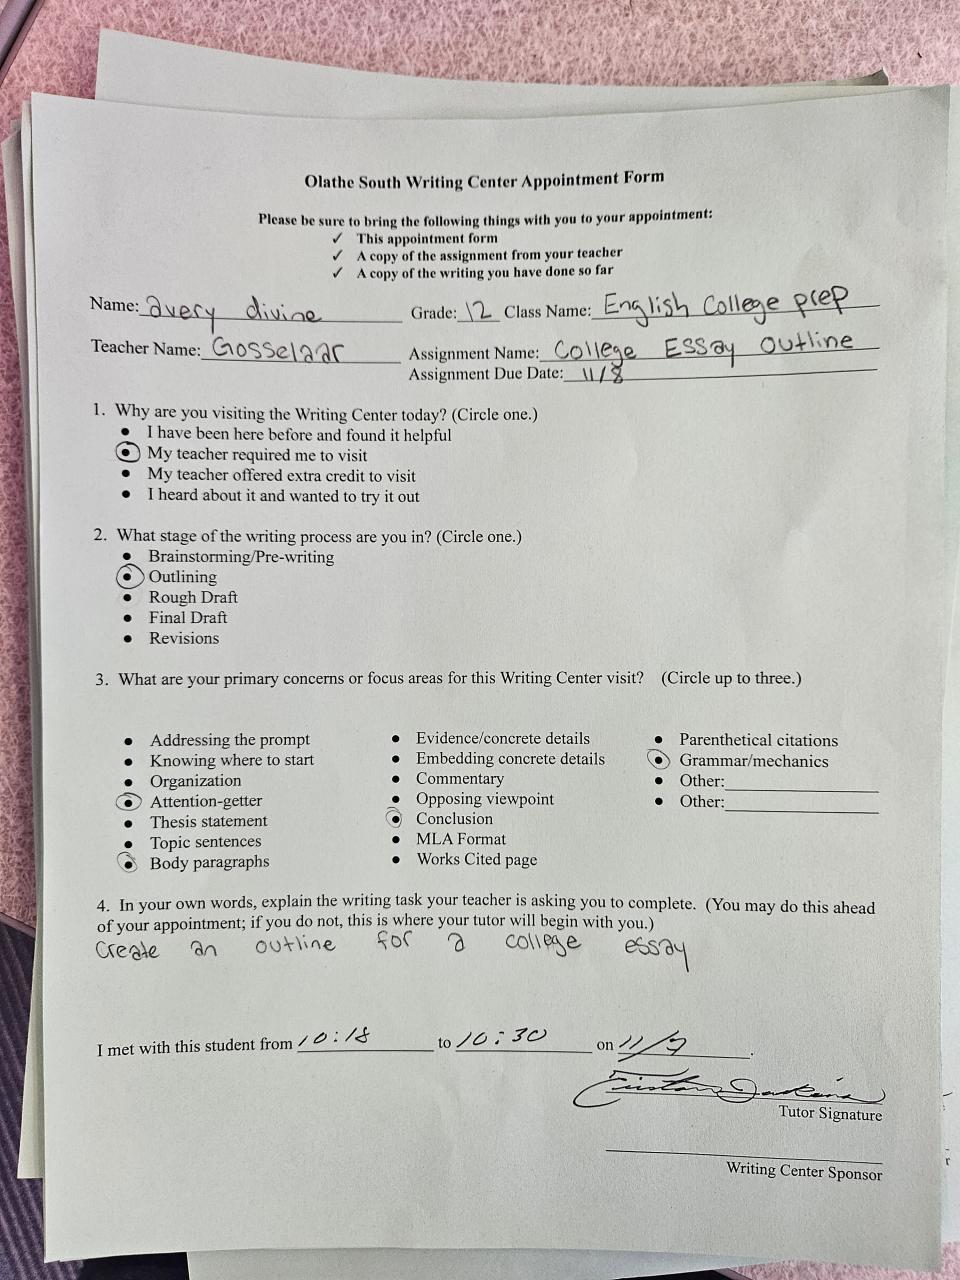 Olathe South Writing Center Appointment Form
Please be sure to bring the following things with you to your appointment:
✓ This appointment form
✓ A copy of the assignment from your teacher
✓ A copy of the writing you have done so far
Name: avery divine Grade: 12 Class Name: English College prep
Teacher Name: Gosselaar Assignment Name: College Essay Outline
Assignment Due Date: 11/8
1. Why are you visiting the Writing Center today? (Circle one.)
• I have been here before and found it helpful
• My teacher required me to visit
• My teacher offered extra credit to visit
• I heard about it and wanted to try it out
2. What stage of the writing process are you in? (Circle one.)
• Brainstorming/Pre-writing
• Outlining
• Rough Draft
• Final Draft
• Revisions
3. What are your primary concerns or focus areas for this Writing Center visit? (Circle up to three.)
• Addressing the prompt
• Knowing where to start
• Organization
• Attention-getter
• Thesis statement
• Topic sentences
• Body paragraphs
• Evidence/concrete details
• Embedding concrete details
• Commentary
• Opposing viewpoint
• Conclusion
• MLA Format
• Works Cited page
• Parenthetical citations
• Grammar/mechanics
• Other:
• Other:
4. In your own words, explain the writing task your teacher is asking you to complete. (You may do this ahead
of your appointment; if you do not, this is where your tutor will begin with you.)
Create an outline for a college essay
I met with this student from 10:18 to 10:30 on 11/7.
Tutor Signature
Writing Center Sponsor